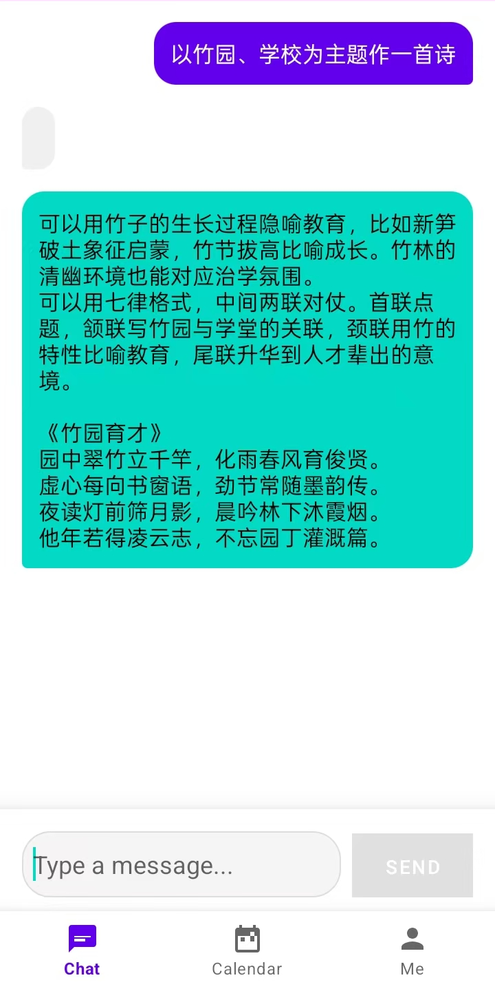 以竹园、学校为主题作一首诗
可以用竹子的生长过程隐喻教育，比如新笋
破土象征启蒙，竹节拔高比喻成长。竹林的
清幽环境也能对应治学氛围。
可以用七律格式，中间两联对仗。首联点
题，颔联写竹园与学堂的关联，颈联用竹的
特性比喻教育，尾联升华到人才辈出的意
境。
《竹园育才》
园中翠竹立千竿，化雨春风育俊贤。
虚心每向书窗语，劲节常随墨韵传。
夜读灯前筛月影，晨吟林下沐霞烟。
他年若得凌云志，不忘园丁灌溉篇。
Type a message...
SEND
Chat
Calendar
Me